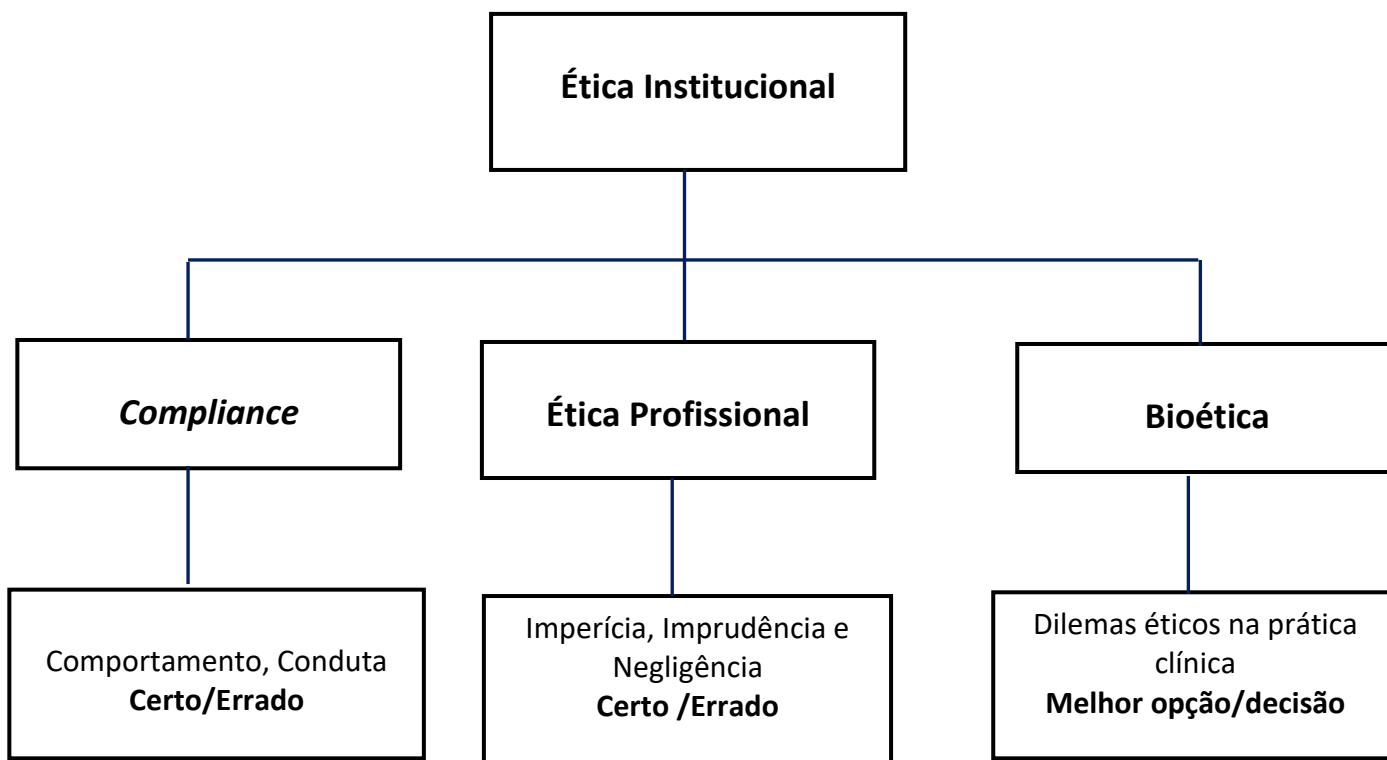 Ética Institucional
Compliance
Ética Profissional
Bioética
Comportamento, Conduta
Certo/Errado
Imperícia, Imprudência e
Negligência
Certo /Errado
Dilemas éticos na prática
clínica
Melhor opção/decisão